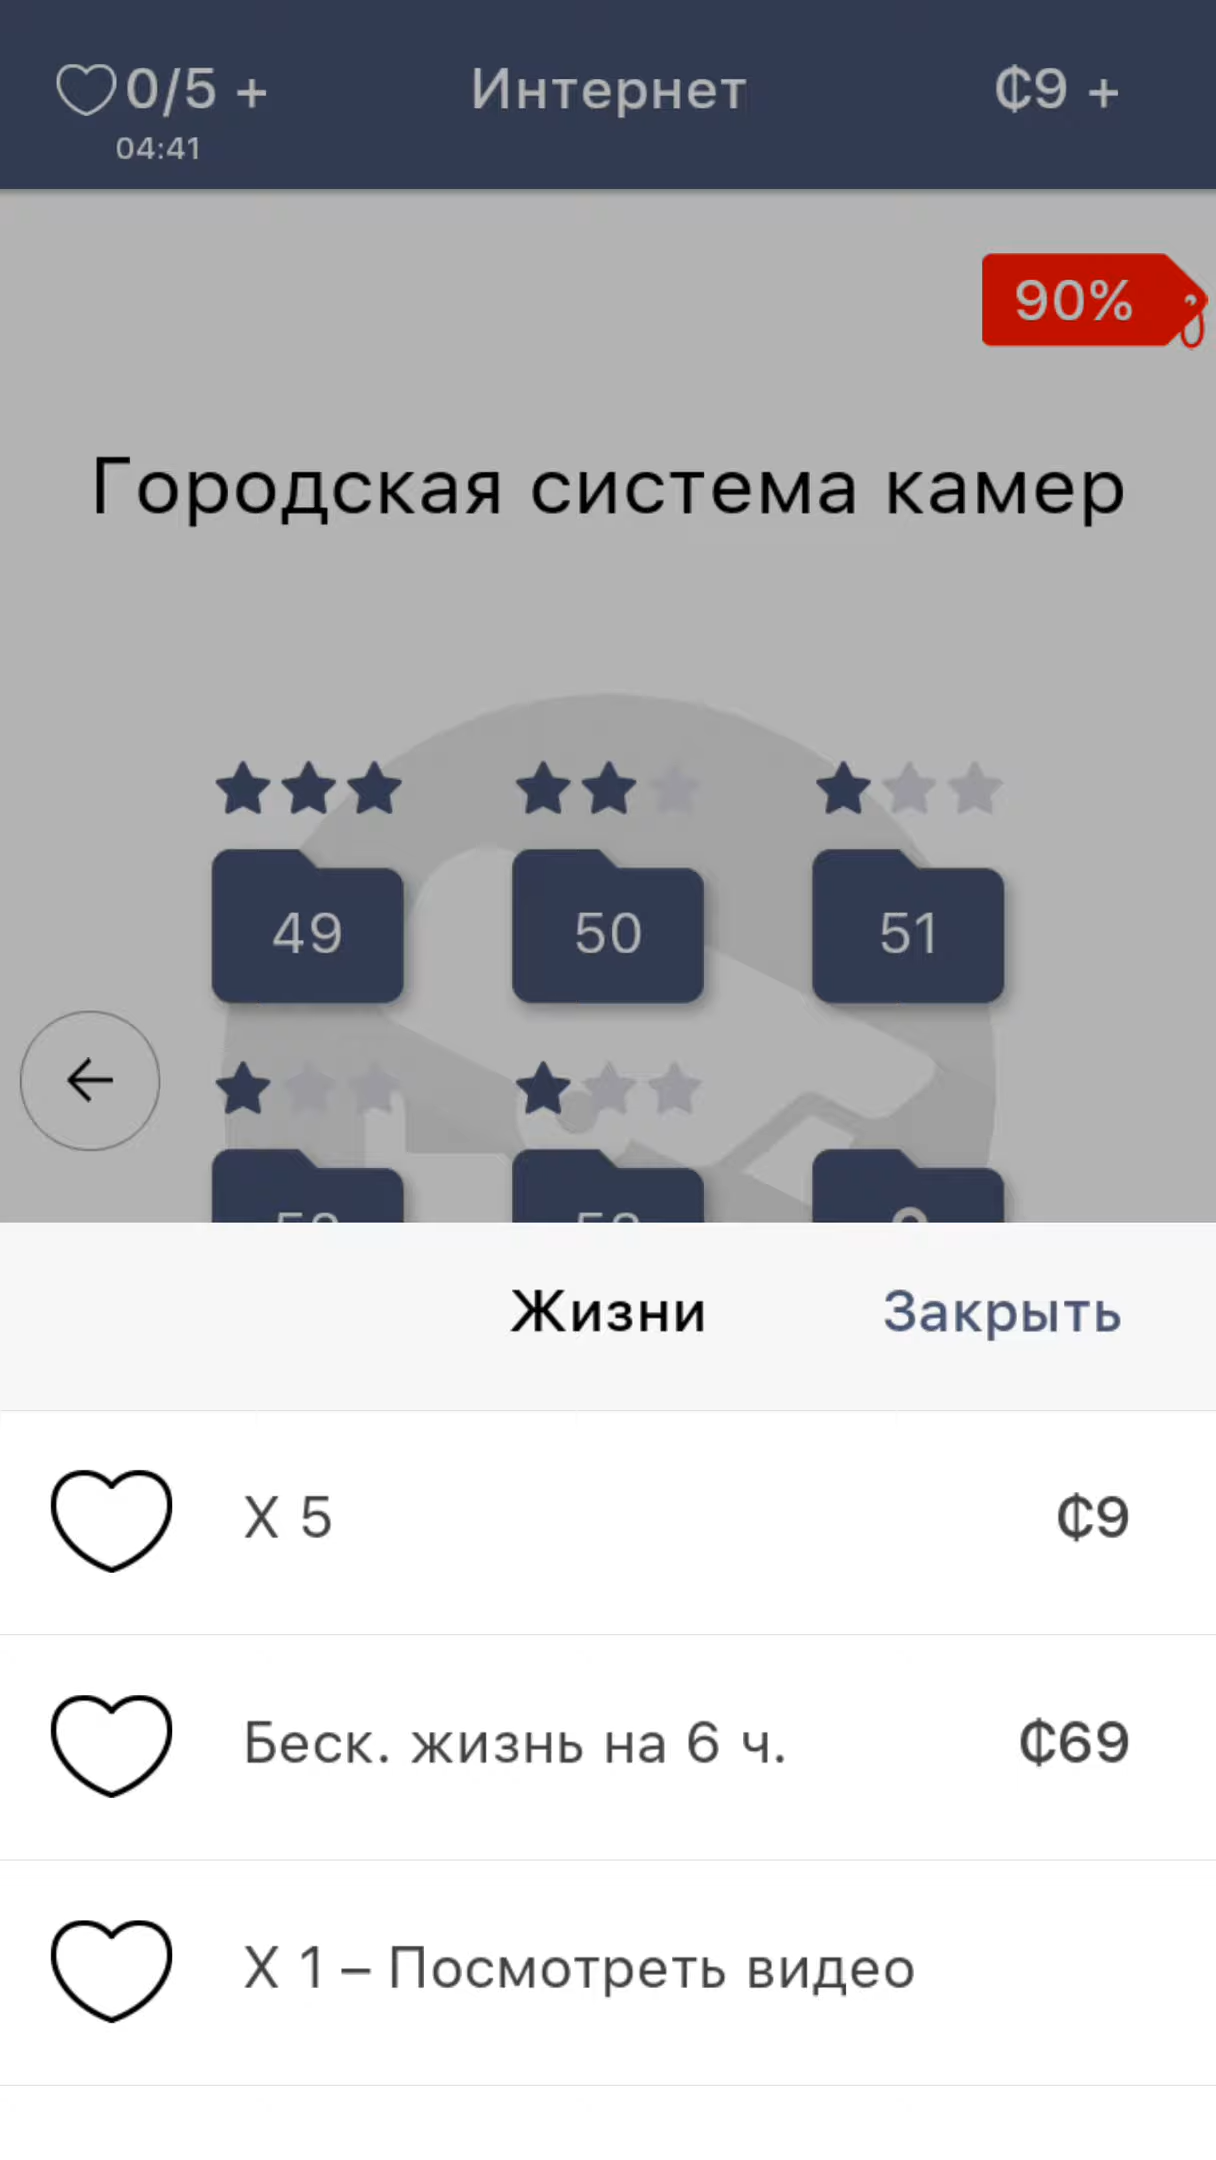 0/5 + Интернет ₵9 +
04:41
90%
Городская система камер
49 50 51
Жизни Закрыть
X 5 ₵9
Беск. жизнь на 6 ч. ₵69
X 1 – Посмотреть видео